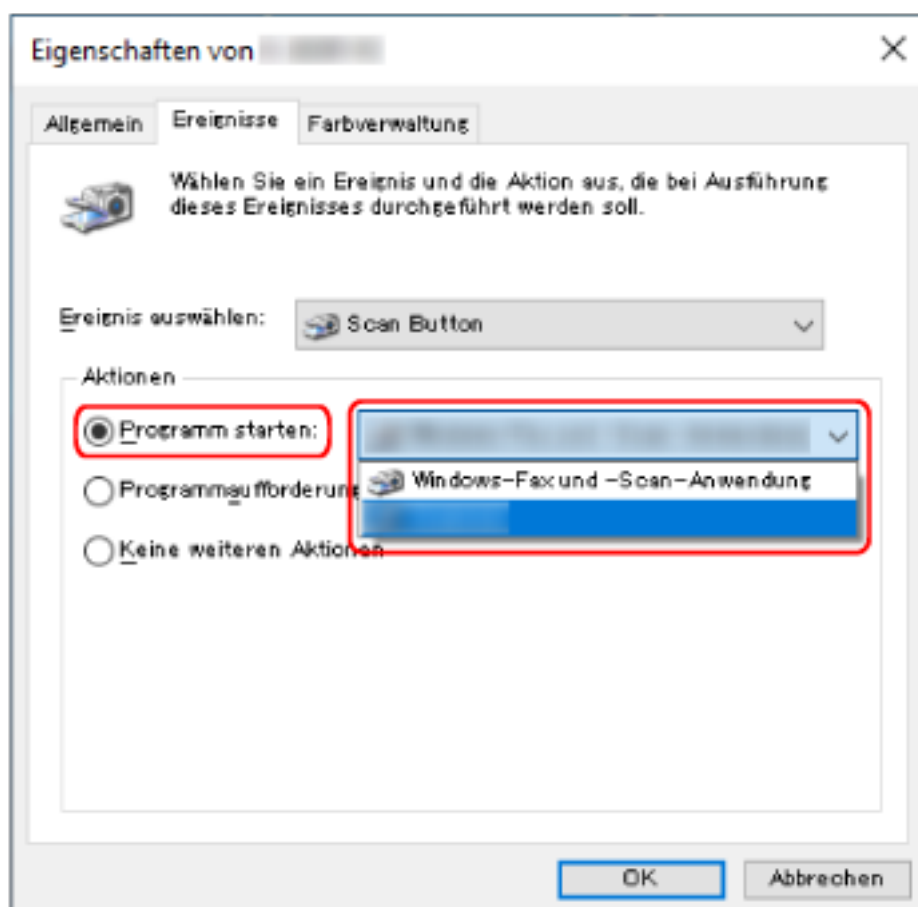 Eigenschaften von
Allgemein
Ereignisse
Farbverwaltung
Wählen Sie ein Ereignis und die Aktion aus, die bei Ausführung
dieses Ereignisses durchgeführt werden soll.
Ereignis auswählen:
Scan Button
Aktionen
Programm starten:
Windows-Fax und -Scan-Anwendung
Programmaufforderung
Keine weiteren Aktionen
OK
Abbrechen